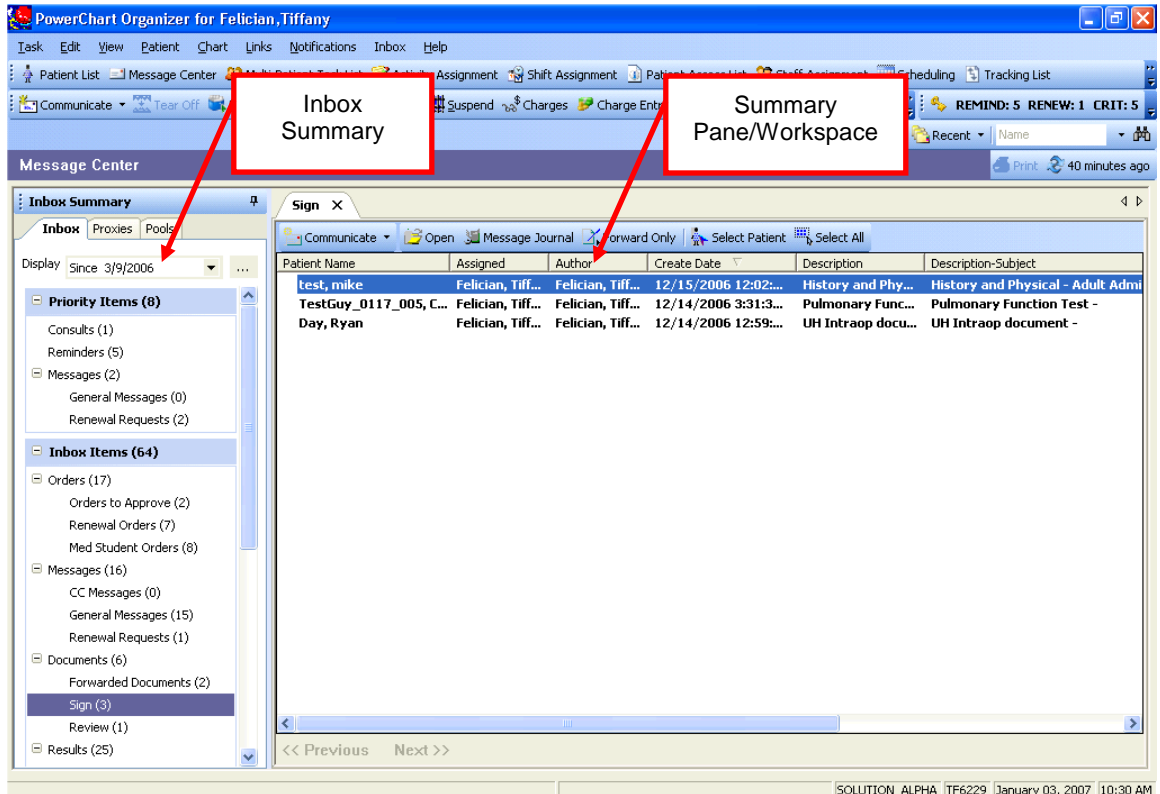 PowerChart Organizer for Felician,Tiffany
Task Edit View Patient Chart Links Notifications Inbox Help
Patient List Message Center Assignment Shift Assignment Scheduling Tracking List
Communicate Tear Off Suspend Charges Charge REMIND: 5 RENEW: 1 CRIT: 5
Inbox
Summary
Summary
Pane/Workspace
Recent Name
Message Center Print 40 minutes ago
Inbox Summary
Inbox Proxies Pools
Display Since 3/9/2006 ...
Priority Items (8)
Consults (1)
Reminders (5)
Messages (2)
General Messages (0)
Renewal Requests (2)
Inbox Items (64)
Orders (17)
Orders to Approve (2)
Renewal Orders (7)
Med Student Orders (8)
Messages (16)
CC Messages (0)
General Messages (15)
Renewal Requests (1)
Documents (6)
Forwarded Documents (2)
Sign (3)
Review (1)
Results (25)
Sign X
Communicate Open Message Journal Forward Only Select Patient Select All
Patient Name Assigned Author Create Date Description Description-Subject
test, mike Felician, Tiff... Felician, Tiff... 12/15/2006 12:02:... History and Phy... History and Physical - Adult Admi
TestGuy_0117_005, C... Felician, Tiff... Felician, Tiff... 12/14/2006 3:31:3... Pulmonary Func... Pulmonary Function Test -
Day, Ryan Felician, Tiff... Felician, Tiff... 12/14/2006 12:59:... UH Intraop docu... UH Intraop document -
<< Previous Next >>
SOLUTION_ALPHA TF6229 January 03, 2007 10:30 AM